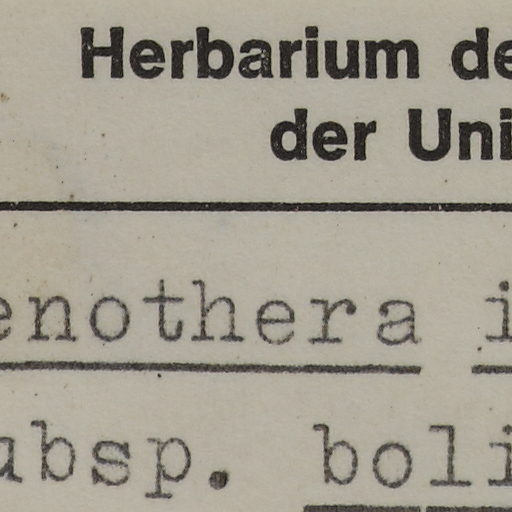 Herbarium de
der Uni
enothera i
ubsp. boli